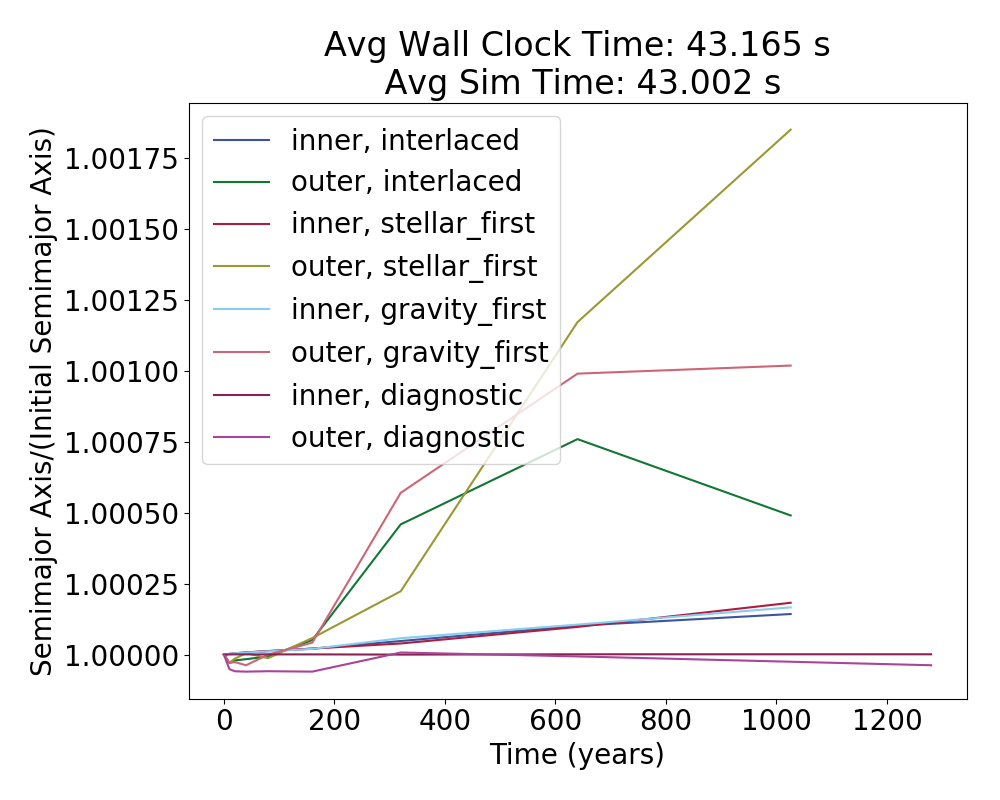 Avg Wall Clock Time: 43.165 s
Avg Sim Time: 43.002 s
Semimajor Axis/(Initial Semimajor Axis)
1.00175
1.00150
1.00125
1.00100
1.00075
1.00050
1.00025
1.00000
inner, interlaced
outer, interlaced
inner, stellar_first
outer, stellar_first
inner, gravity_first
outer, gravity_first
inner, diagnostic
outer, diagnostic
0 200 400 600 800 1000 1200
Time (years)